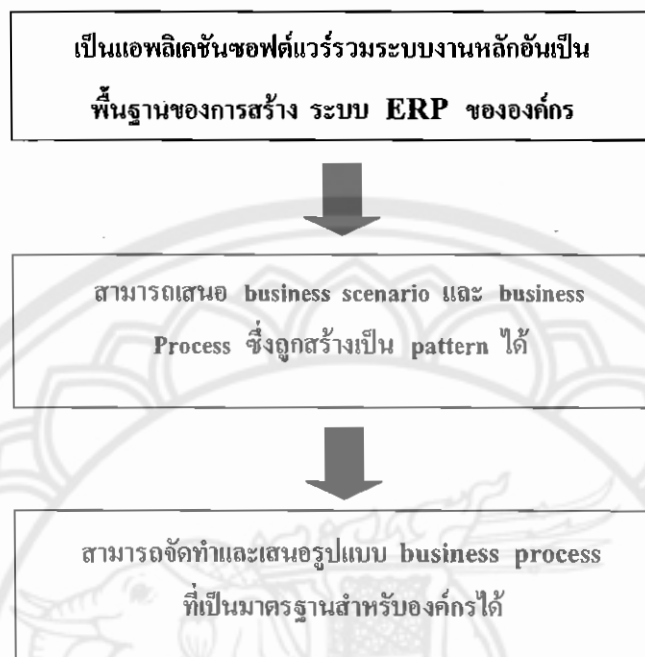 เป็นแอพลิเคชันซอฟต์แวร์รวมระบบงานหลักอันเป็น
พื้นฐานของการสร้าง ระบบ ERP ขององค์กร
สามารถเสนอ business scenario และ business
Process ซึ่งถูกสร้างเป็น pattern ได้
สามารถจัดทำและเสนอรูปแบบ business process
ที่เป็นมาตรฐานสำหรับองค์กรได้